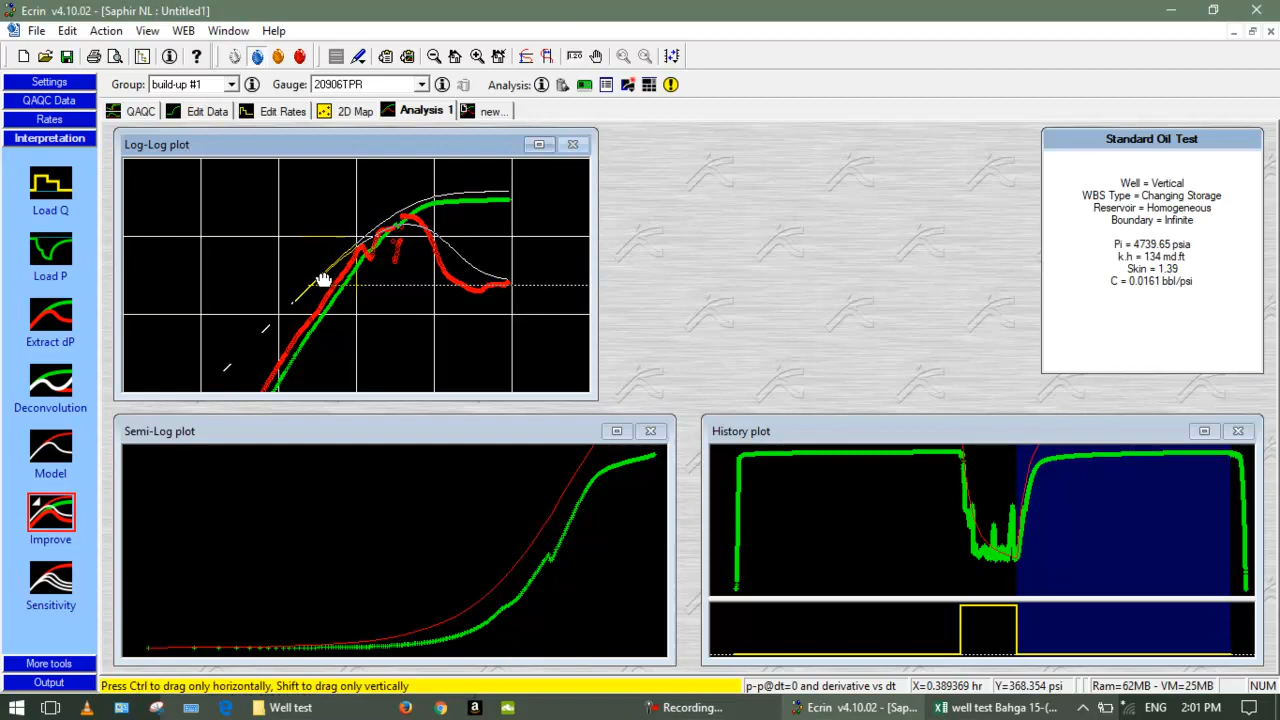 Ecrin v4.10.02 - [Saphir NL : Untitled1]
File Edit Action View WEB Window Help
Settings
QAQC Data
Rates
Interpretation
Load Q
Load P
Extract dP
Deconvolution
Model
Improve
Sensitivity
More tools
Output
Group: build-up #1 Gauge: 20906TPR Analysis:
QAQC Edit Data Edit Rates 2D Map Analysis 1 new...
Log-Log plot
Standard Oil Test
Well = Vertical
WBS Type = Changing Storage
Reservoir = Homogeneous
Boundary = Infinite
Pi = 4739.65 psia
k.h = 134 md.ft
Skin = 1.39
C = 0.0161 bbl/psi
Semi-Log plot
History plot
Press Ctrl to drag only horizontally, Shift to drag only vertically p-p@dt=0 and derivative vs dt X=0.389369 hr Y=368.354 psi Ram=62MB - VM=25MB NUM
Well test Recording... Ecrin v4.10.02 - [Saph... well test Bahga 15-(... ENG 2:01 PM